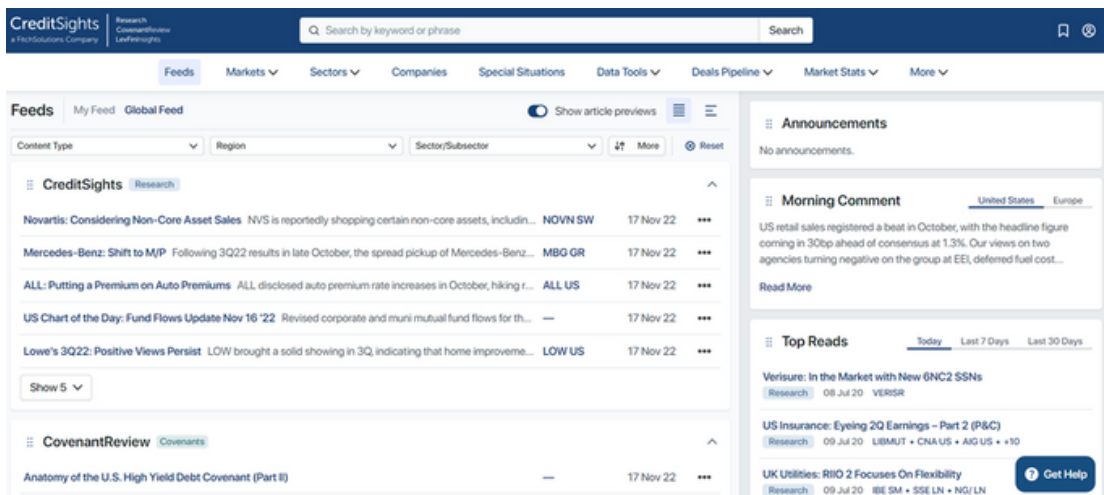 CreditSights
a FitchSolutions Company
Research
CovenantReview
LevFinInsights
Search by keyword or phrase
Search
Feeds Markets Sectors Companies Special Situations Data Tools Deals Pipeline Market Stats More
Feeds My Feed Global Feed Show article previews
Content Type Region Sector/Subsector More Reset
CreditSights Research
Novartis: Considering Non-Core Asset Sales NVS is reportedly shopping certain non-core assets, includin... NOVN SW 17 Nov 22
Mercedes-Benz: Shift to M/P Following 3Q22 results in late October, the spread pickup of Mercedes-Benz... MBG GR 17 Nov 22
ALL: Putting a Premium on Auto Premiums ALL disclosed auto premium rate increases in October, hiking r... ALL US 17 Nov 22
US Chart of the Day: Fund Flows Update Nov 16 '22 Revised corporate and muni mutual fund flows for th... — 17 Nov 22
Lowe's 3Q22: Positive Views Persist LOW brought a solid showing in 3Q, indicating that home improveme... LOW US 17 Nov 22
Show 5
CovenantReview Covenants
Anatomy of the U.S. High Yield Debt Covenant (Part II) — 17 Nov 22
Announcements
No announcements.
Morning Comment United States Europe
US retail sales registered a beat in October, with the headline figure
coming in 30bp ahead of consensus at 1.3%. Our views on two
agencies turning negative on the group at EEI, deferred fuel cost...
Read More
Top Reads Today Last 7 Days Last 30 Days
Verisure: In the Market with New 6NC2 SSNs
Research 08 Jul 20 VERISR
US Insurance: Eyeing 2Q Earnings – Part 2 (P&C)
Research 09 Jul 20 LIBMUT • CNA US • AIG US • +10
UK Utilities: RIIO 2 Focuses On Flexibility
Research 09 Jul 20 IBE SM • SSE LN • NG/ LN
Get Help